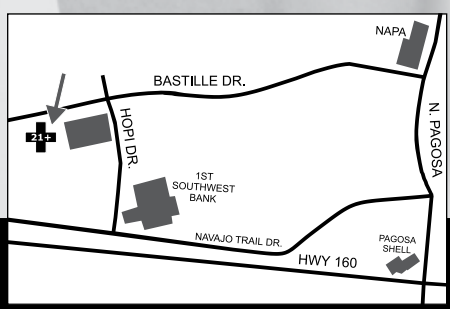 NAPA
BASTILLE DR.
N. PAGOSA
HOPI DR.
21+
1ST
SOUTHWEST
BANK
NAVAJO TRAIL DR.
PAGOSA
SHELL
HWY 160